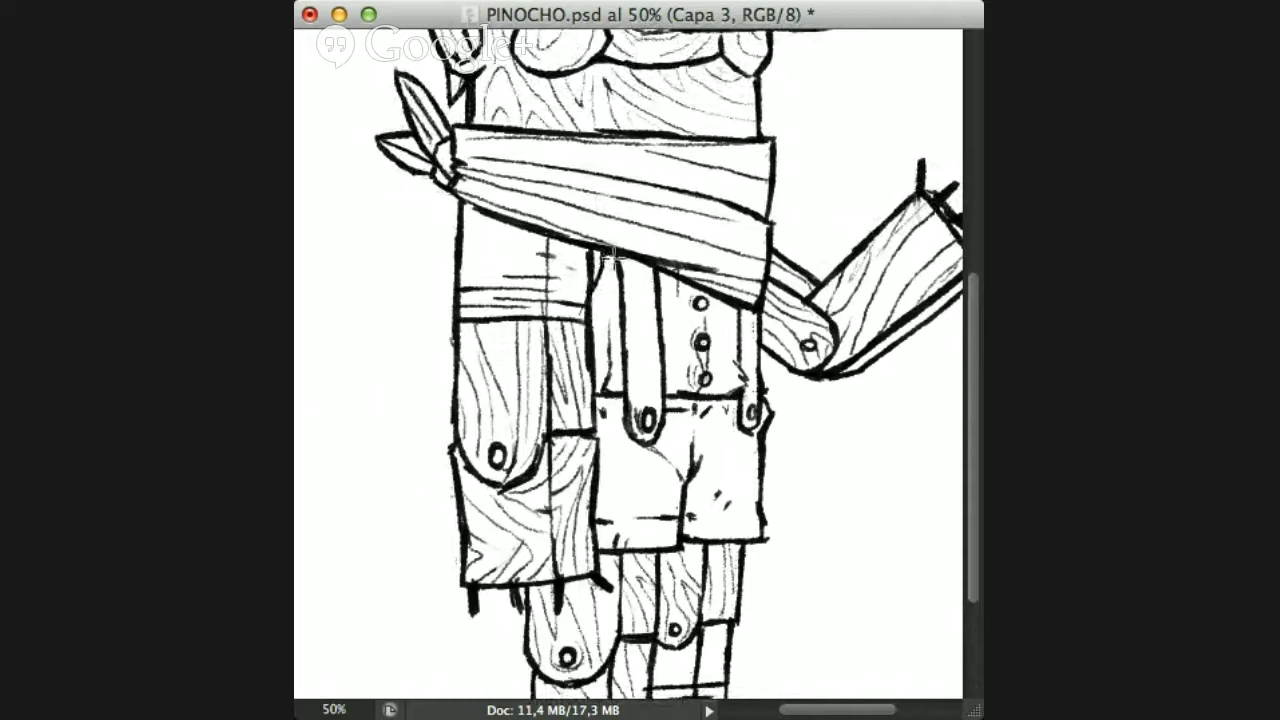 PINOCHO.psd al 50% (Capa 3, RGB/8) *
Google+
50%
Doc: 11,4 MB/17,3 MB